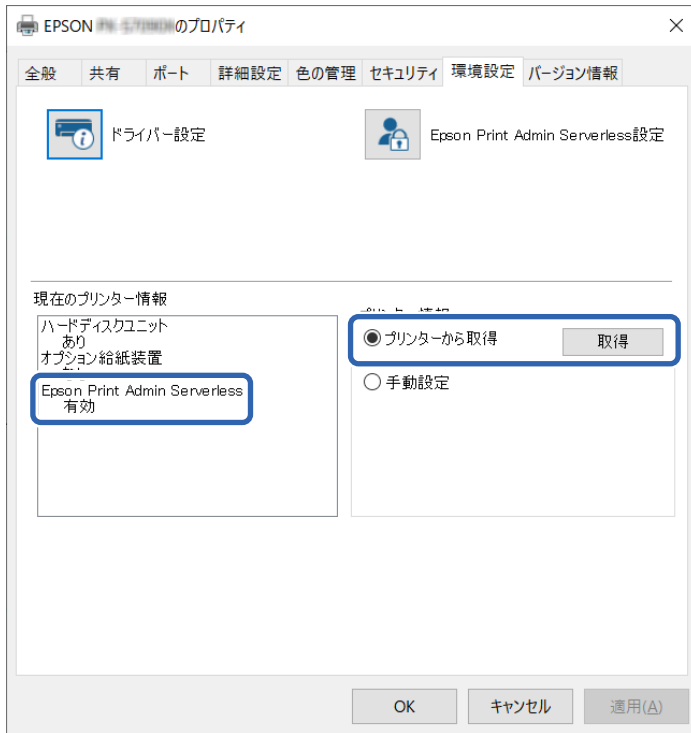 EPSON のプロパティ
全般 共有 ポート 詳細設定 色の管理 セキュリティ 環境設定 バージョン情報
ドライバー設定
Epson Print Admin Serverless設定
現在のプリンター情報
ハードディスクユニット
あり
オプション給紙装置
Epson Print Admin Serverless
有効
プリンターから取得
取得
手動設定
OK キャンセル 適用(A)